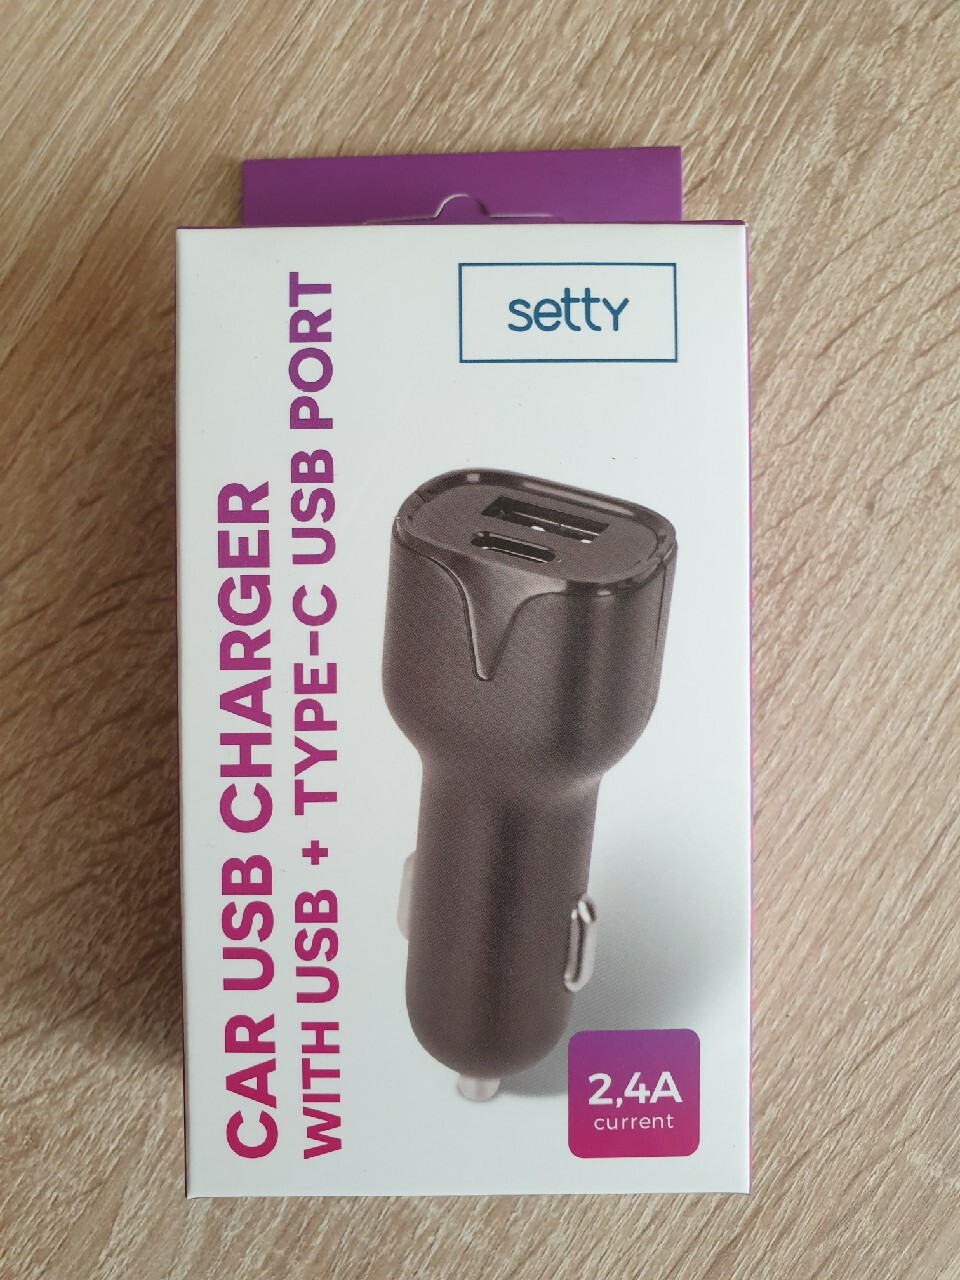 setty
CAR USB CHARGER
WITH USB + TYPE-C USB PORT
2,4A
current